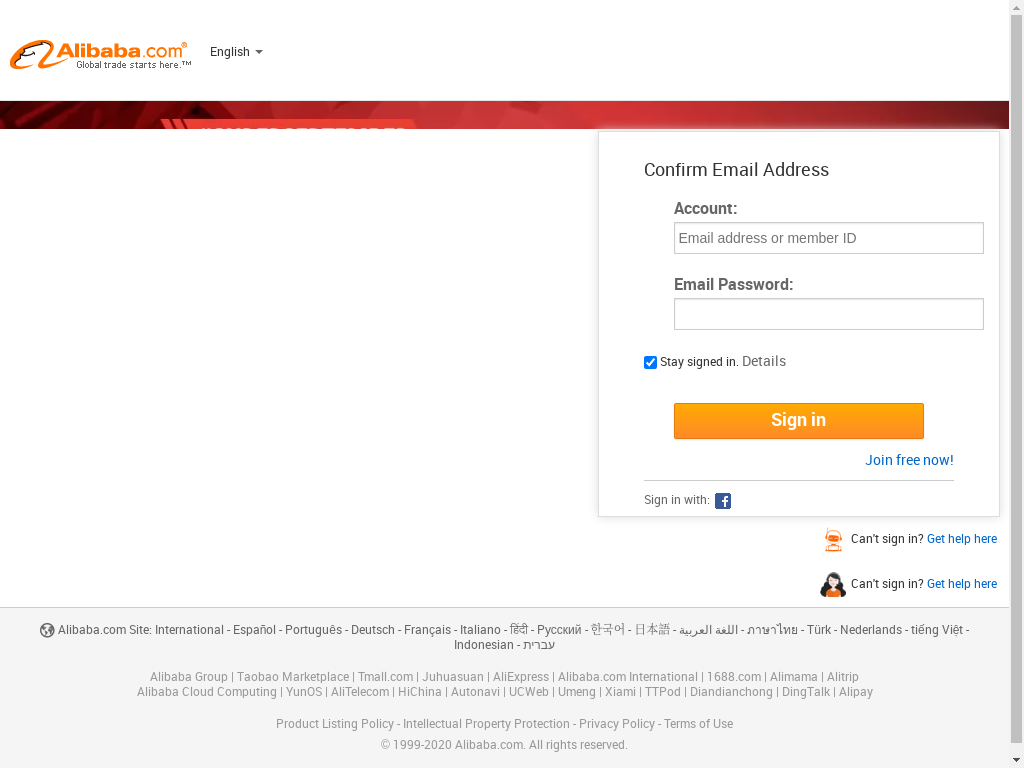 Alibaba.com
Global trade starts here.™
English
Confirm Email Address
Account:
Email address or member ID
Email Password:
Stay signed in. Details
Sign in
Join free now!
Sign in with:
Can't sign in? Get help here
Can't sign in? Get help here
Alibaba.com Site: International - Español - Português - Deutsch - Français - Italiano - हिंदी - Русский - 한국어 - 日本語 - اللغة العربية - ภาษาไทย - Türk - Nederlands - tiếng Việt -
Indonesian - עברית
Alibaba Group | Taobao Marketplace | Tmall.com | Juhuasuan | AliExpress | Alibaba.com International | 1688.com | Alimama | Alitrip
Alibaba Cloud Computing | YunOS | AliTelecom | HiChina | Autonavi | UCWeb | Umeng | Xiami | TTPod | Diandianchong | DingTalk | Alipay
Product Listing Policy - Intellectual Property Protection - Privacy Policy - Terms of Use
© 1999-2020 Alibaba.com. All rights reserved.